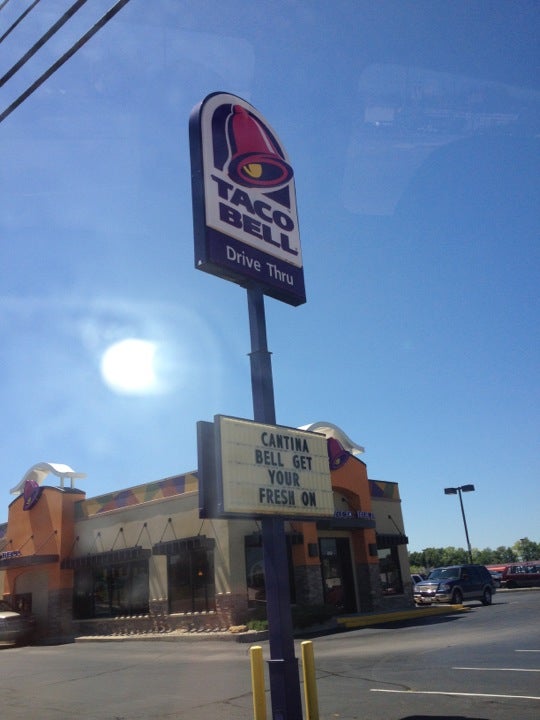 TACO
BELL
Drive Thru
CANTINA
BELL GET
YOUR
FRESH ON